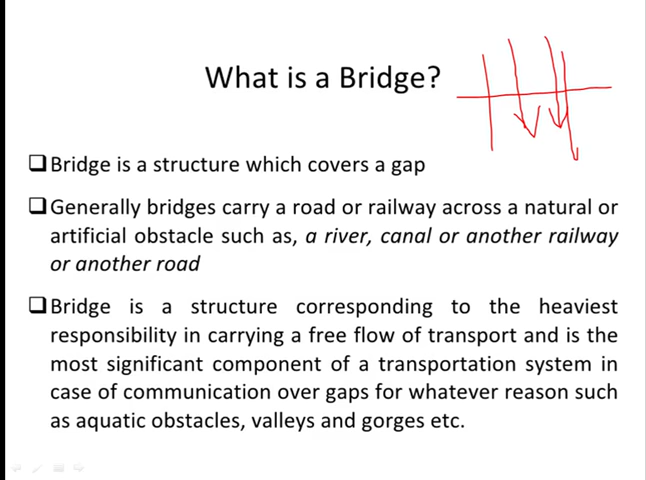 What is a Bridge?
❑Bridge is a structure which covers a gap
❑Generally bridges carry a road or railway across a natural or
artificial obstacle such as, a river, canal or another railway
or another road
❑Bridge is a structure corresponding to the heaviest
responsibility in carrying a free flow of transport and is the
most significant component of a transportation system in
case of communication over gaps for whatever reason such
as aquatic obstacles, valleys and gorges etc.